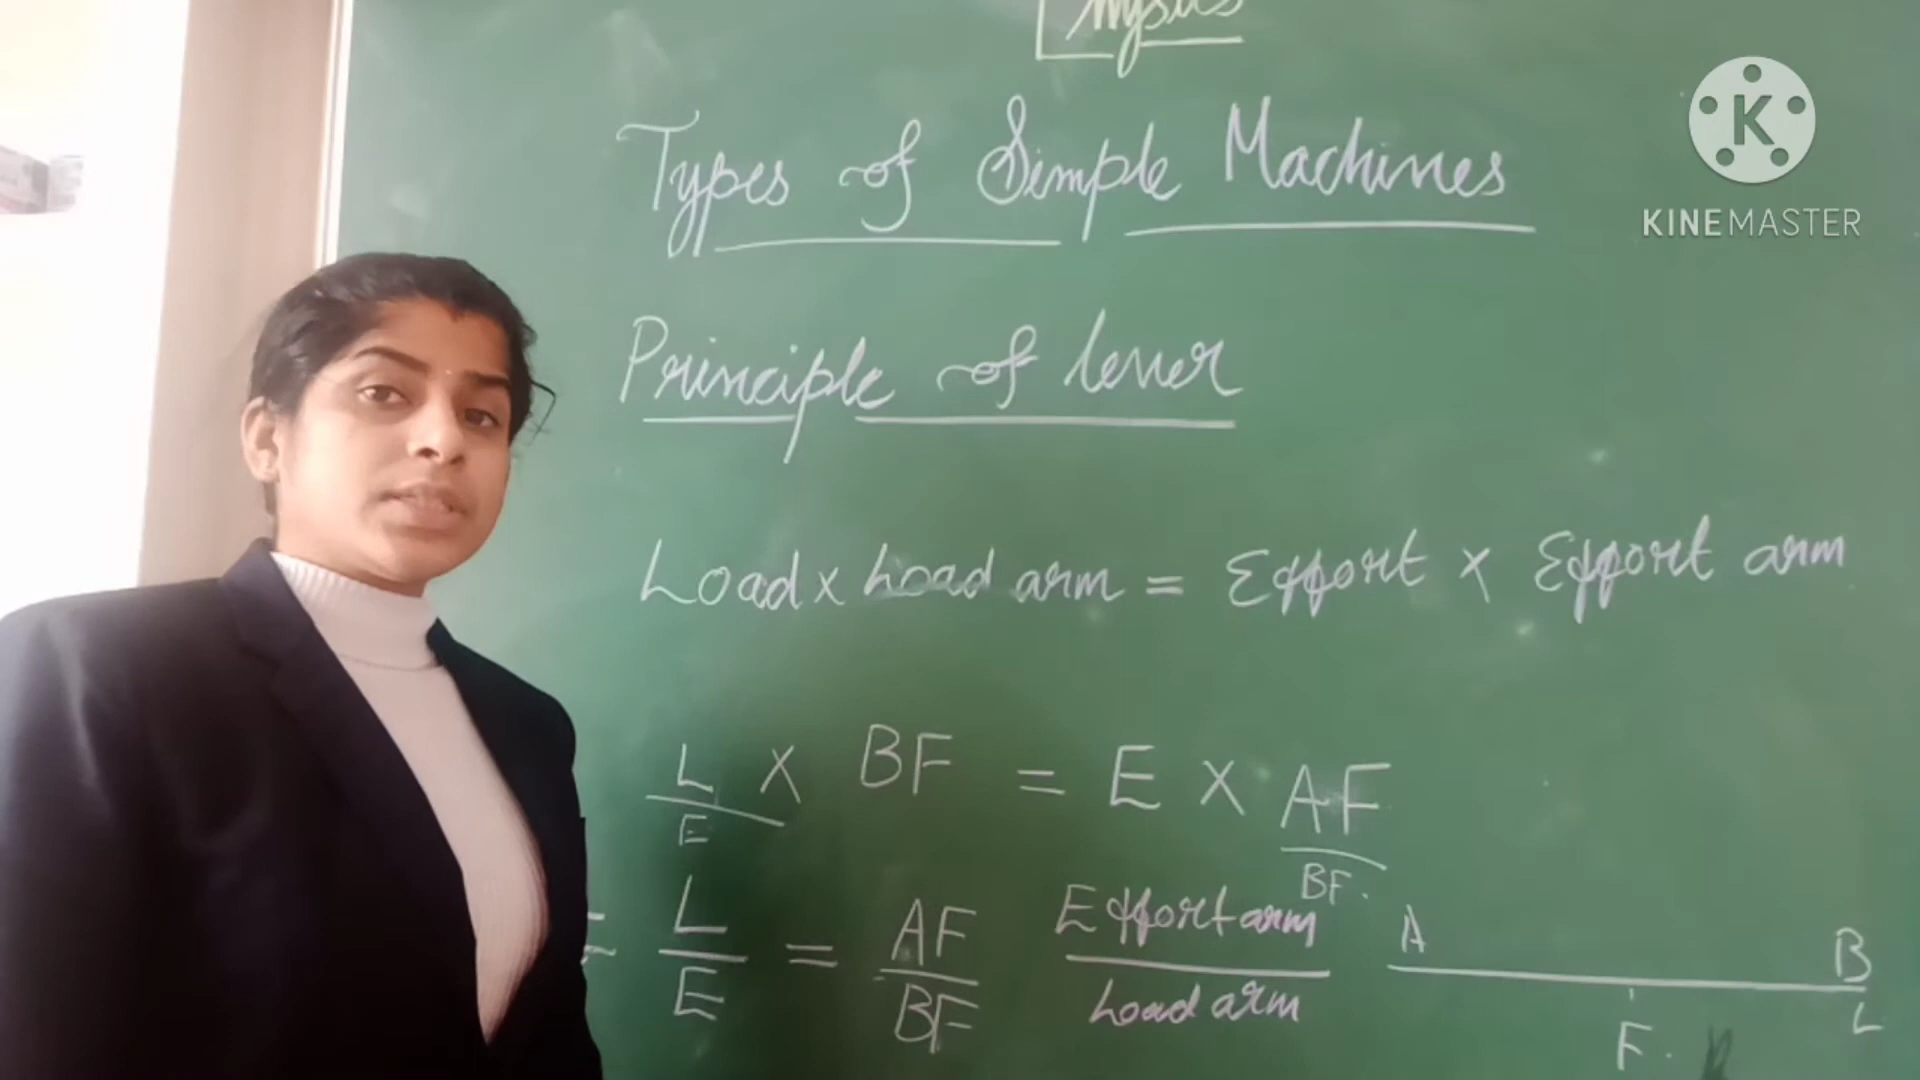 Physics
Types of Simple Machines
KINEMASTER
Principle of lever
Load x Load arm = Effort x Effort arm
L/E x BF = E x AF/BF.
= L/E = AF/BF Effort arm/Load arm
A B
F. L